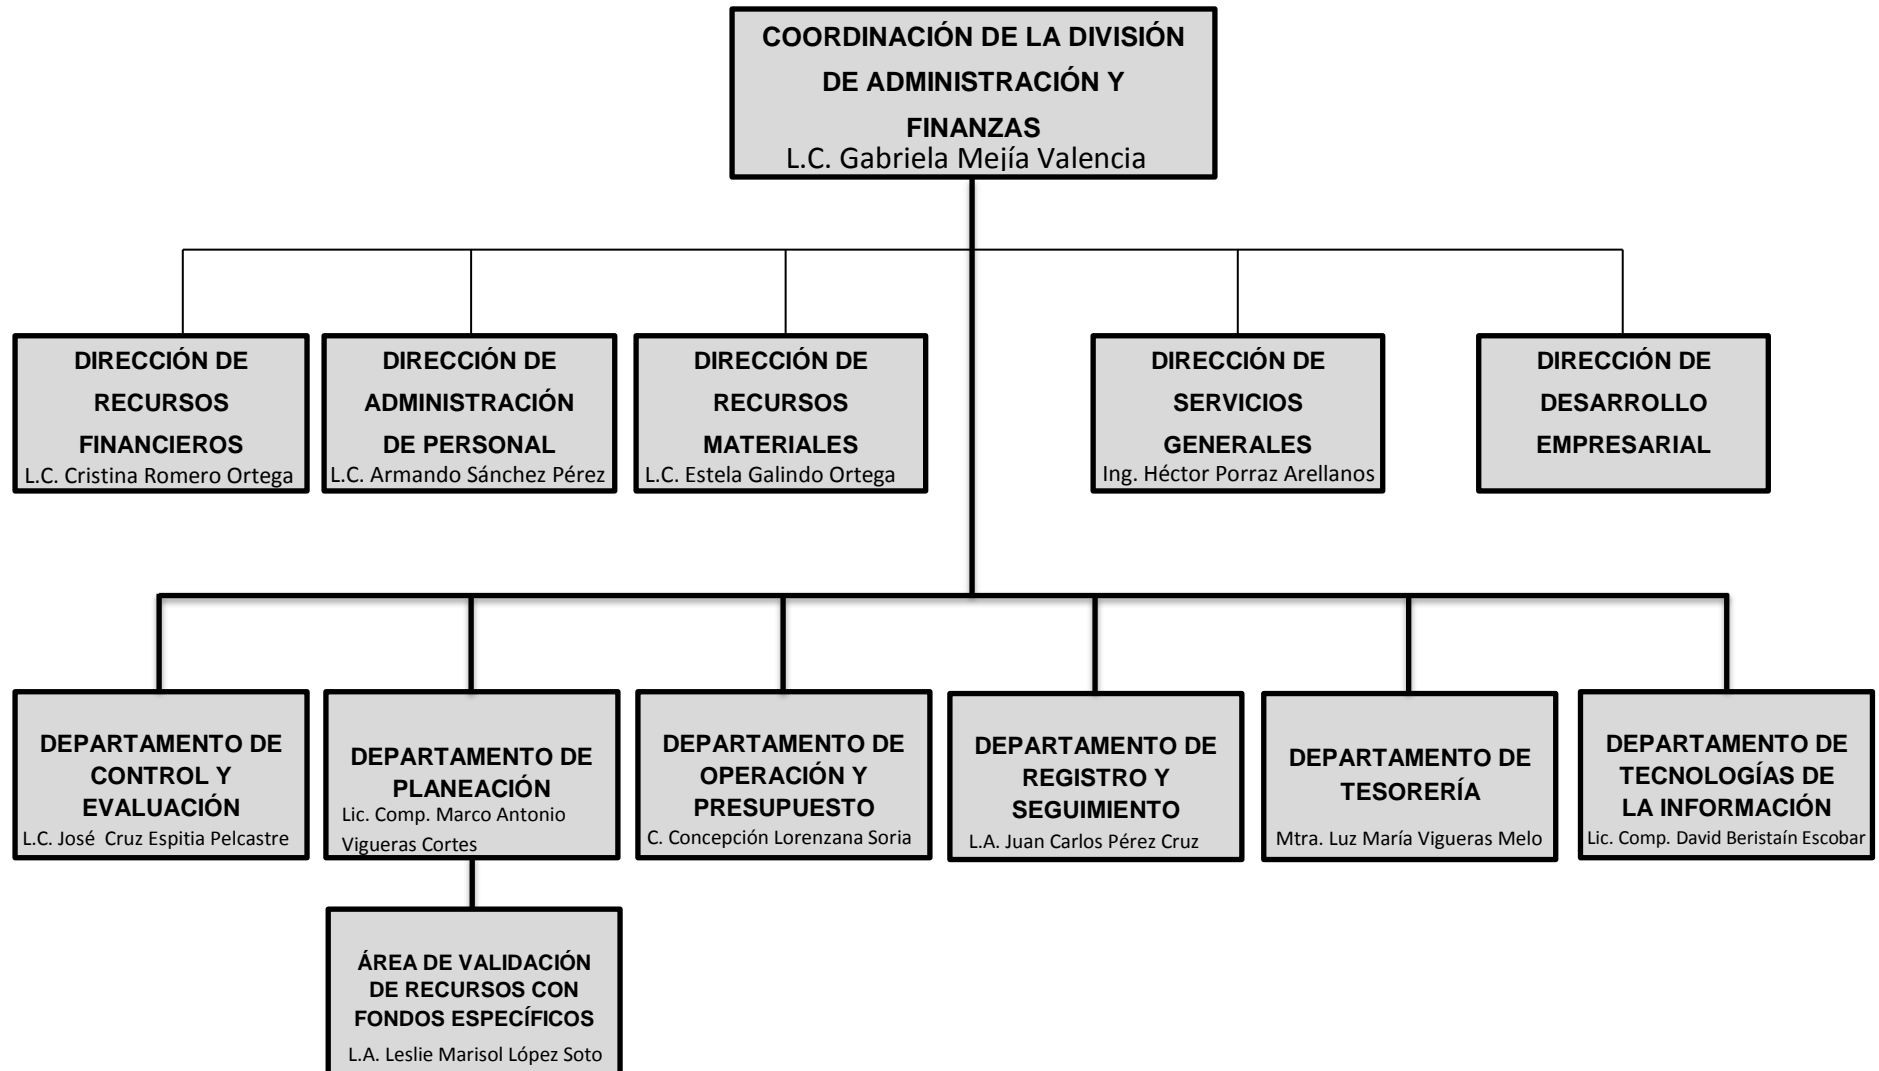 COORDINACIÓN DE LA DIVISIÓN
DE ADMINISTRACIÓN Y
FINANZAS
L.C. Gabriela Mejía Valencia
DIRECCIÓN DE
RECURSOS
FINANCIEROS
L.C. Cristina Romero Ortega
DIRECCIÓN DE
ADMINISTRACIÓN
DE PERSONAL
L.C. Armando Sánchez Pérez
DIRECCIÓN DE
RECURSOS
MATERIALES
L.C. Estela Galindo Ortega
DIRECCIÓN DE
SERVICIOS
GENERALES
Ing. Héctor Porraz Arellanos
DIRECCIÓN DE
DESARROLLO
EMPRESARIAL
DEPARTAMENTO DE
CONTROL Y
EVALUACIÓN
L.C. José Cruz Espitia Pelcastre
DEPARTAMENTO DE
PLANEACIÓN
Lic. Comp. Marco Antonio
Vigueras Cortes
DEPARTAMENTO DE
OPERACIÓN Y
PRESUPUESTO
C. Concepción Lorenzana Soria
DEPARTAMENTO DE
REGISTRO Y
SEGUIMIENTO
L.A. Juan Carlos Pérez Cruz
DEPARTAMENTO DE
TESORERÍA
Mtra. Luz María Vigueras Melo
DEPARTAMENTO DE
TECNOLOGÍAS DE
LA INFORMACIÓN
Lic. Comp. David Beristaín Escobar
ÁREA DE VALIDACIÓN
DE RECURSOS CON
FONDOS ESPECÍFICOS
L.A. Leslie Marisol López Soto